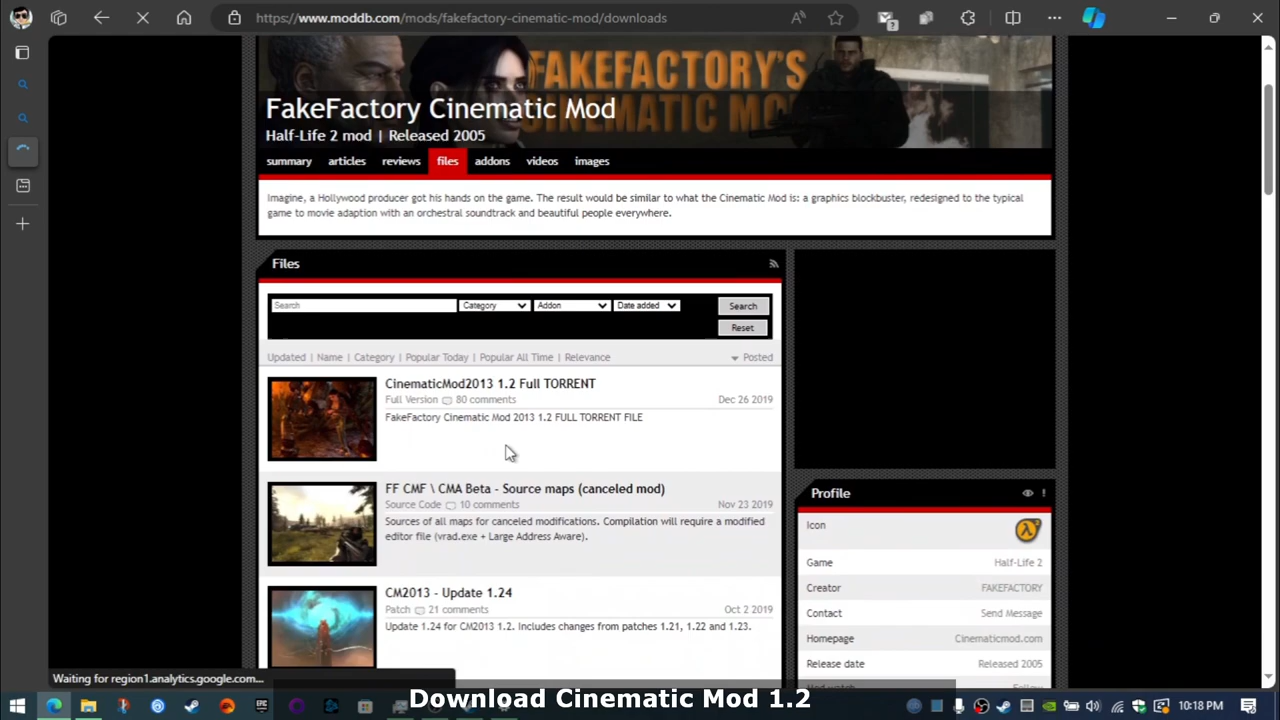 https://www.moddb.com/mods/fakefactory-cinematic-mod/downloads
FAKEFACTORY'S
CINEMATIC MOD
FakeFactory Cinematic Mod
Half-Life 2 mod | Released 2005
summary articles reviews files addons videos images
Imagine, a Hollywood producer got his hands on the game. The result would be similar to what the Cinematic Mod is: a graphics blockbuster, redesigned to the typical
game to movie adaption with an orchestral soundtrack and beautiful people everywhere.
Files
Search Category Addon Date added Search
Reset
Updated | Name | Category | Popular Today | Popular All Time | Relevance Posted
CinematicMod2013 1.2 Full TORRENT
Full Version 80 comments Dec 26 2019
FakeFactory Cinematic Mod 2013 1.2 FULL TORRENT FILE
FF CMF \ CMA Beta - Source maps (canceled mod)
Source Code 10 comments Nov 23 2019
Sources of all maps for canceled modifications. Compilation will require a modified
editor file (vrad.exe + Large Address Aware).
CM2013 - Update 1.24
Patch 21 comments Oct 2 2019
Update 1.24 for CM2013 1.2. Includes changes from patches 1.21, 1.22 and 1.23.
Profile
Icon
Game Half-Life 2
Creator FAKEFACTORY
Contact Send Message
Homepage Cinematicmod.com
Release date Released 2005
Mod watch Follow
Waiting for region1.analytics.google.com...
Download Cinematic Mod 1.2
EPIC
10:18 PM